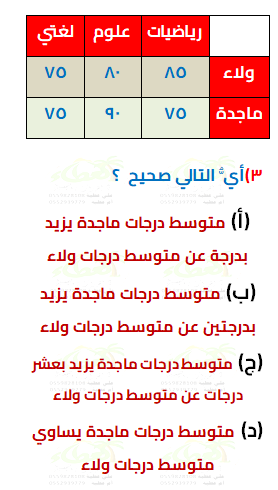 رياضيات علوم لغتي
ولاء ٨٥ ٨٠ ٧٥
ماجدة ٧٥ ٩٠ ٧٥
٣)أيُّ التالي صحيح ؟
(أ) متوسط درجات ماجدة يزيد
بدرجة عن متوسط درجات ولاء
(ب) متوسط درجات ماجدة يزيد
بدرجتين عن متوسط درجات ولاء
(ج) متوسط درجات ماجدة يزيد بعشر
درجات عن متوسط درجات ولاء
(د) متوسط درجات ماجدة يساوي
متوسط درجات ولاء